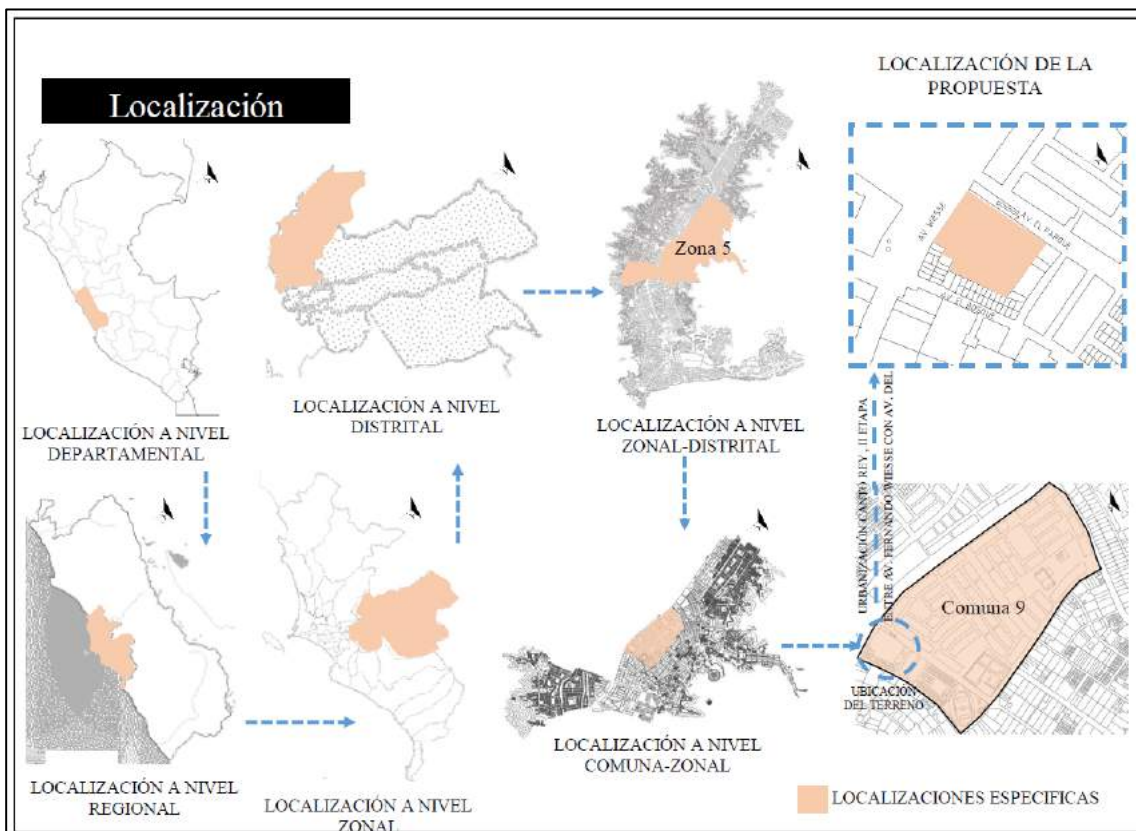 Localización
LOCALIZACIÓN A NIVEL
DEPARTAMENTAL
LOCALIZACIÓN A NIVEL
REGIONAL
LOCALIZACIÓN A NIVEL
ZONAL
LOCALIZACIÓN A NIVEL
DISTRITAL
Zona 5
LOCALIZACIÓN A NIVEL
ZONAL-DISTRITAL
LOCALIZACIÓN A NIVEL
COMUNA-ZONAL
Comuna 9
UBICACIÓN
DEL TERRENO
URBANIZACIÓN CANTO REY , II ETAPA
ENTRE AV. FERNANDO WIESSE CON AV. DEL
LOCALIZACIÓN DE LA
PROPUESTA
AV. WIESSE
AV. EL PARQUE
AV. EL BOSQUE
LOCALIZACIONES ESPECIFICAS